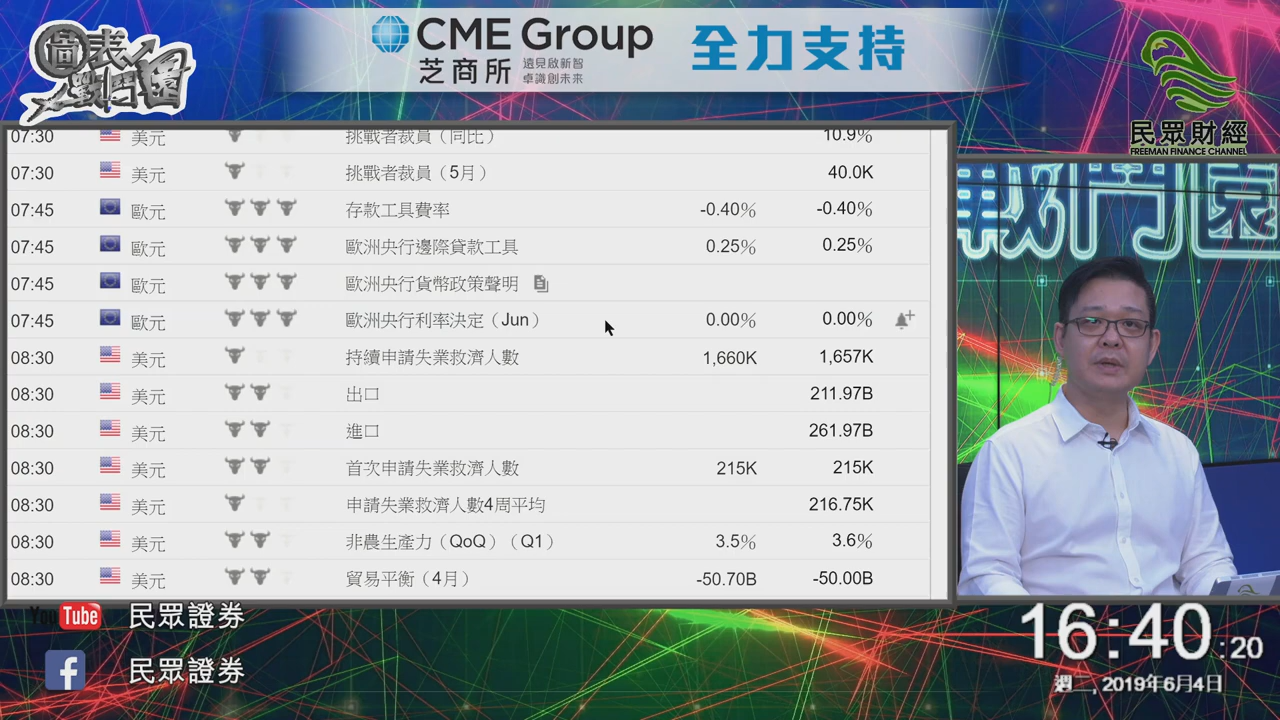 圖表
戰鬥園
CME Group 全力支持
芝商所 遠見啟新智
卓識創未來
民眾財經
FREEMAN FINANCE CHANNEL
戰鬥園
07:30 美元 挑戰者裁員（同比） 10.9%
07:30 美元 挑戰者裁員（5月） 40.0K
07:45 歐元 存款工具費率 -0.40% -0.40%
07:45 歐元 歐洲央行邊際貸款工具 0.25% 0.25%
07:45 歐元 歐洲央行貨幣政策聲明
07:45 歐元 歐洲央行利率決定（Jun） 0.00% 0.00%
08:30 美元 持續申請失業救濟人數 1,660K 1,657K
08:30 美元 出口 211.97B
08:30 美元 進口 261.97B
08:30 美元 首次申請失業救濟人數 215K 215K
08:30 美元 申請失業救濟人數4周平均 216.75K
08:30 美元 非農生產力（QoQ）（Q1） 3.5% 3.6%
08:30 美元 貿易平衡（4月） -50.70B -50.00B
YouTube 民眾證券
f 民眾證券
16:40:20
週二, 2019年6月4日